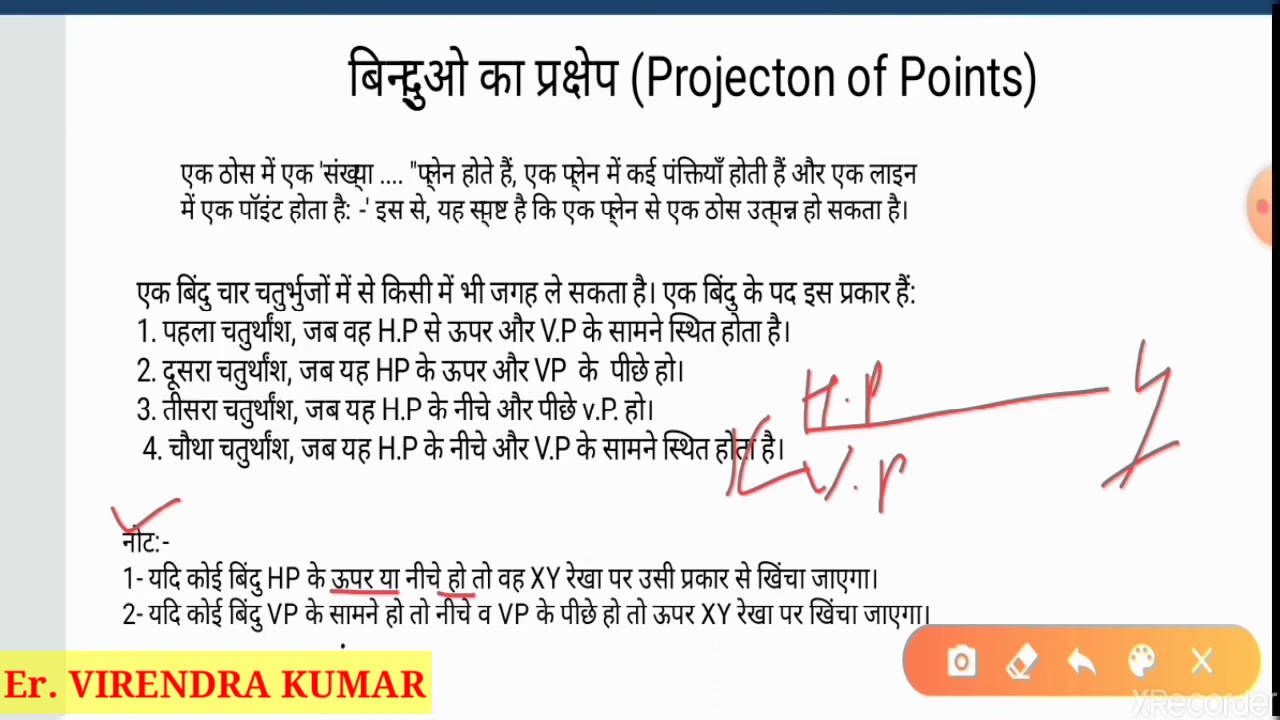 बिन्दुओ का प्रक्षेप (Projecton of Points)
एक ठोस में एक 'संख्या .... "प्लेन होते हैं, एक प्लेन में कई पंक्तियाँ होती हैं और एक लाइन
में एक पॉइंट होता है: -' इस से, यह स्पष्ट है कि एक प्लेन से एक ठोस उत्पन्न हो सकता है।
एक बिंदु चार चतुर्भुजों में से किसी में भी जगह ले सकता है। एक बिंदु के पद इस प्रकार हैं:
1. पहला चतुर्थांश, जब वह H.P से ऊपर और V.P के सामने स्थित होता है।
2. दूसरा चतुर्थांश, जब यह HP के ऊपर और VP के पीछे हो।
3. तीसरा चतुर्थांश, जब यह H.P के नीचे और पीछे v.P. हो।
4. चौथा चतुर्थांश, जब यह H.P के नीचे और V.P के सामने स्थित होता है।
H.P
V.P
नोट:-
1- यदि कोई बिंदु HP के ऊपर या नीचे हो तो वह XY रेखा पर उसी प्रकार से खिंचा जाएगा।
2- यदि कोई बिंदु VP के सामने हो तो नीचे व VP के पीछे हो तो ऊपर XY रेखा पर खिंचा जाएगा।
Er. VIRENDRA KUMAR
XRecorder